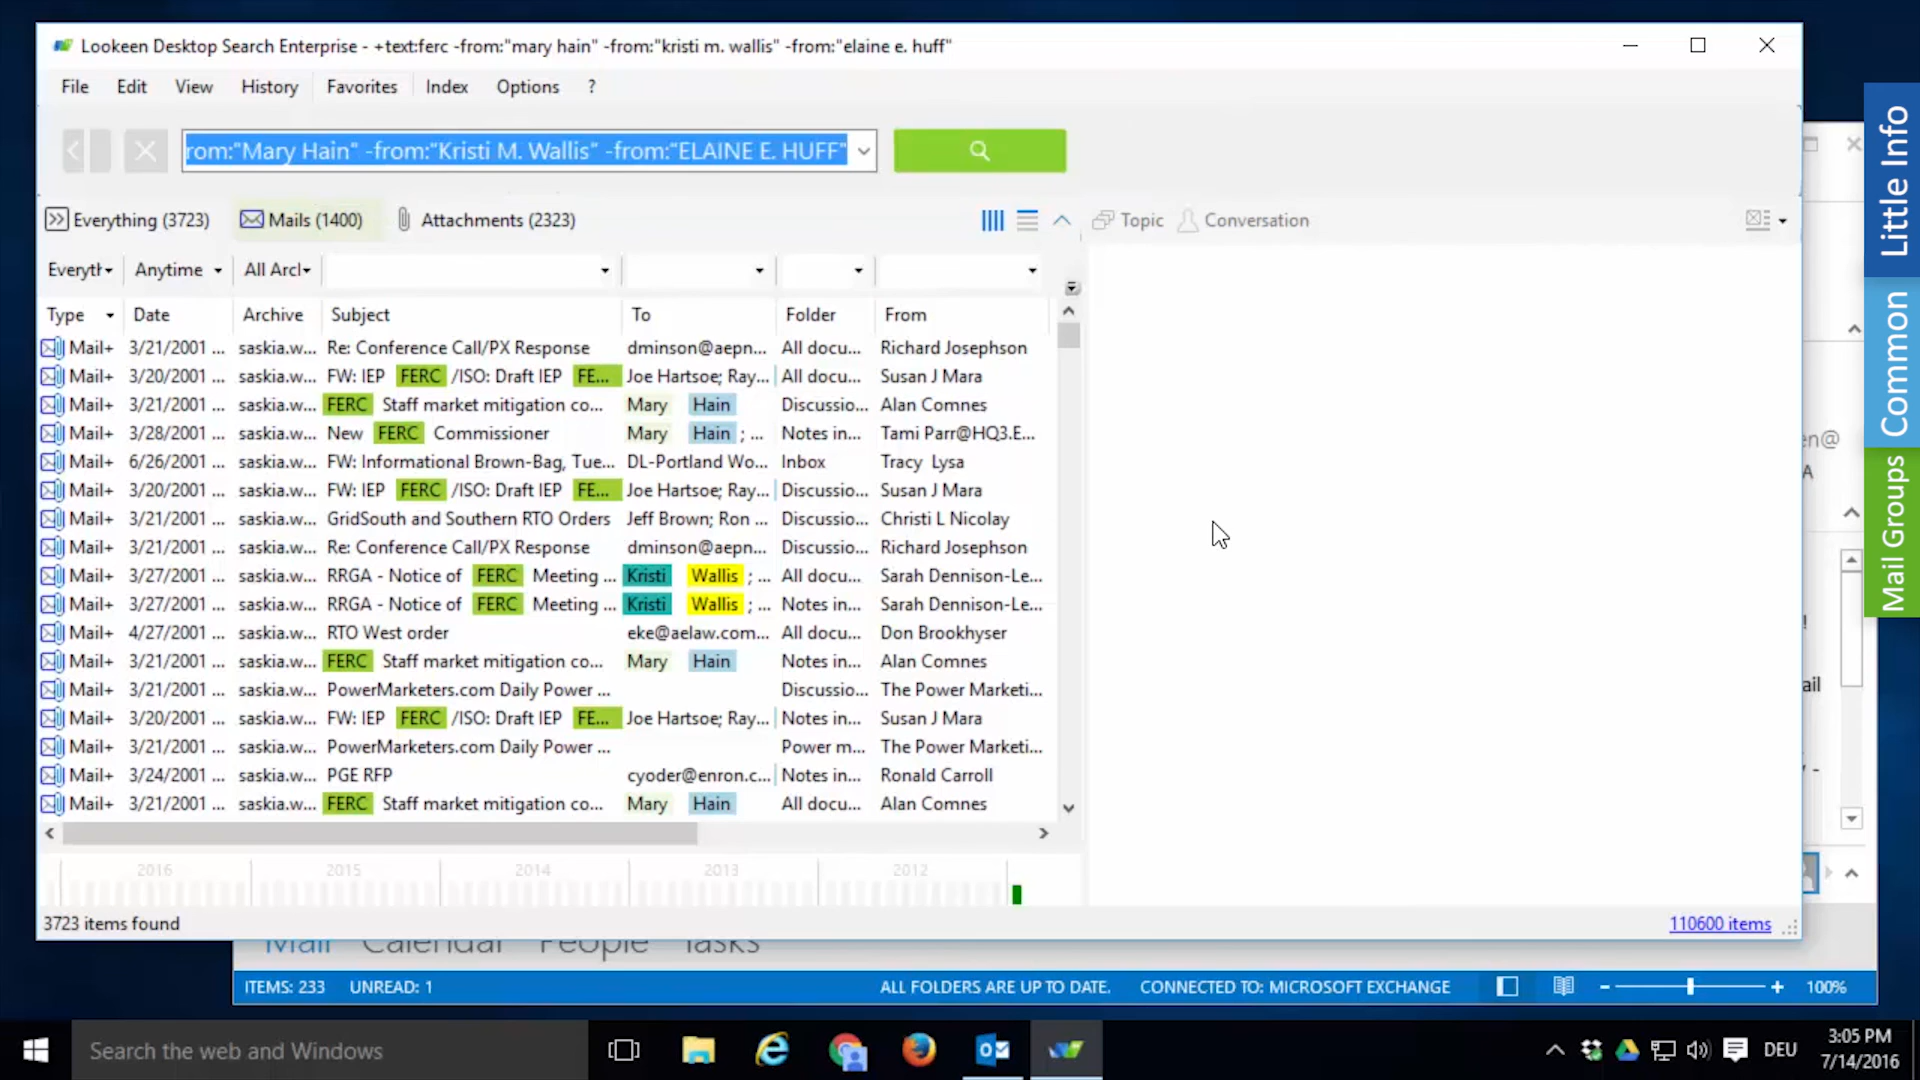 Lookeen Desktop Search Enterprise - +text:ferc -from:"mary hain" -from:"kristi m. wallis" -from:"elaine e. huff"
File Edit View History Favorites Index Options ?
rom:"Mary Hain" -from:"Kristi M. Wallis" -from:"ELAINE E. HUFF"
Everything (3723) Mails (1400) Attachments (2323) Topic Conversation
Everyth Anytime All Arcl
Type Date Archive Subject To Folder From
Mail+ 3/21/2001 ... saskia.w... Re: Conference Call/PX Response dminson@aepn... All docu... Richard Josephson
Mail+ 3/20/2001 ... saskia.w... FW: IEP FERC /ISO: Draft IEP FE... Joe Hartsoe; Ray... All docu... Susan J Mara
Mail+ 3/21/2001 ... saskia.w... FERC Staff market mitigation co... Mary Hain Discussio... Alan Comnes
Mail+ 3/28/2001 ... saskia.w... New FERC Commissioner Mary Hain ; ... Notes in... Tami Parr@HQ3.E...
Mail+ 6/26/2001 ... saskia.w... FW: Informational Brown-Bag, Tue... DL-Portland Wo... Inbox Tracy Lysa
Mail+ 3/20/2001 ... saskia.w... FW: IEP FERC /ISO: Draft IEP FE... Joe Hartsoe; Ray... Discussio... Susan J Mara
Mail+ 3/21/2001 ... saskia.w... GridSouth and Southern RTO Orders Jeff Brown; Ron ... Discussio... Christi L Nicolay
Mail+ 3/21/2001 ... saskia.w... Re: Conference Call/PX Response dminson@aepn... Discussio... Richard Josephson
Mail+ 3/27/2001 ... saskia.w... RRGA - Notice of FERC Meeting ... Kristi Wallis ; ... All docu... Sarah Dennison-Le...
Mail+ 3/27/2001 ... saskia.w... RRGA - Notice of FERC Meeting ... Kristi Wallis ; ... Notes in... Sarah Dennison-Le...
Mail+ 4/27/2001 ... saskia.w... RTO West order eke@aelaw.com... All docu... Don Brookhyser
Mail+ 3/21/2001 ... saskia.w... FERC Staff market mitigation co... Mary Hain Notes in... Alan Comnes
Mail+ 3/21/2001 ... saskia.w... PowerMarketers.com Daily Power ... Discussio... The Power Marketi...
Mail+ 3/20/2001 ... saskia.w... FW: IEP FERC /ISO: Draft IEP FE... Joe Hartsoe; Ray... Notes in... Susan J Mara
Mail+ 3/21/2001 ... saskia.w... PowerMarketers.com Daily Power ... Power m... The Power Marketi...
Mail+ 3/24/2001 ... saskia.w... PGE RFP cyoder@enron.c... Notes in... Ronald Carroll
Mail+ 3/21/2001 ... saskia.w... FERC Staff market mitigation co... Mary Hain All docu... Alan Comnes
2016 2015 2014 2013 2012
3723 items found 110600 items
Little Info
Common
Mail Groups
en@
A
!
ail
-
Mail Calendar People Tasks
ITEMS: 233 UNREAD: 1 ALL FOLDERS ARE UP TO DATE. CONNECTED TO: MICROSOFT EXCHANGE 100%
Search the web and Windows DEU 3:05 PM
7/14/2016